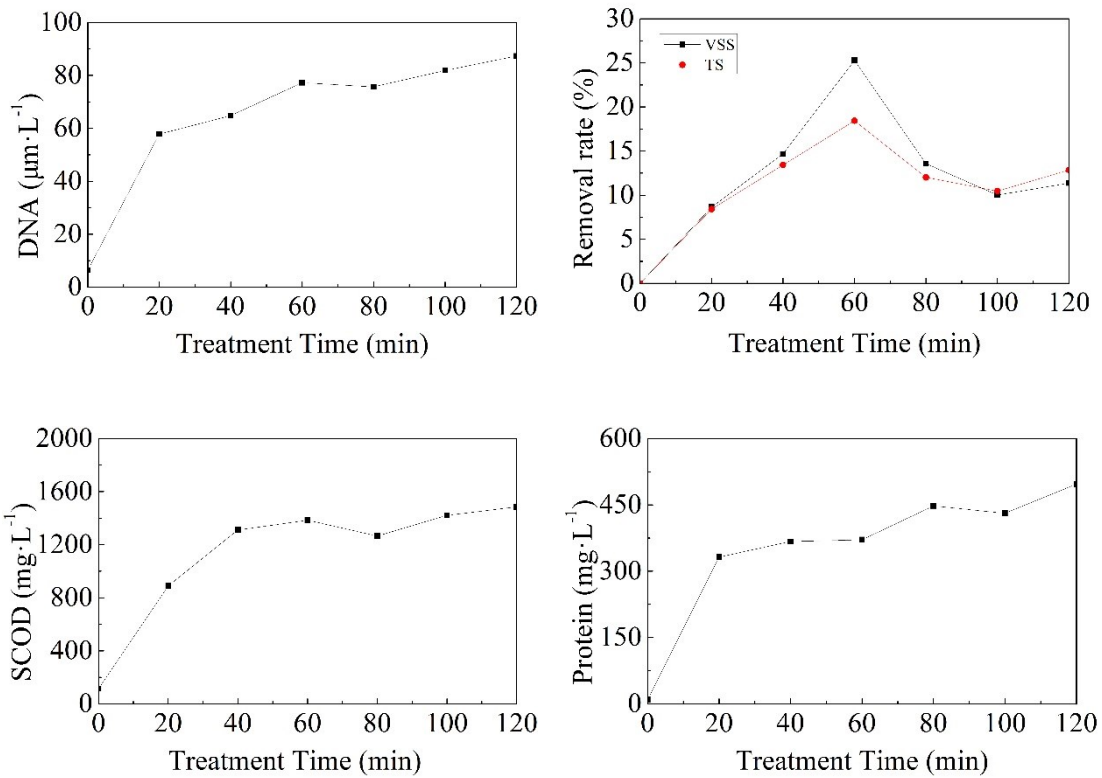 100
80
60
40
20
0
DNA (μm·L⁻¹)
0 20 40 60 80 100 120
Treatment Time (min)
30
25
20
15
10
5
0
Removal rate (%)
VSS
TS
0 20 40 60 80 100 120
Treatment Time (min)
2000
1600
1200
800
400
0
SCOD (mg·L⁻¹)
0 20 40 60 80 100 120
Treatment Time (min)
600
450
300
150
0
Protein (mg·L⁻¹)
0 20 40 60 80 100 120
Treatment Time (min)